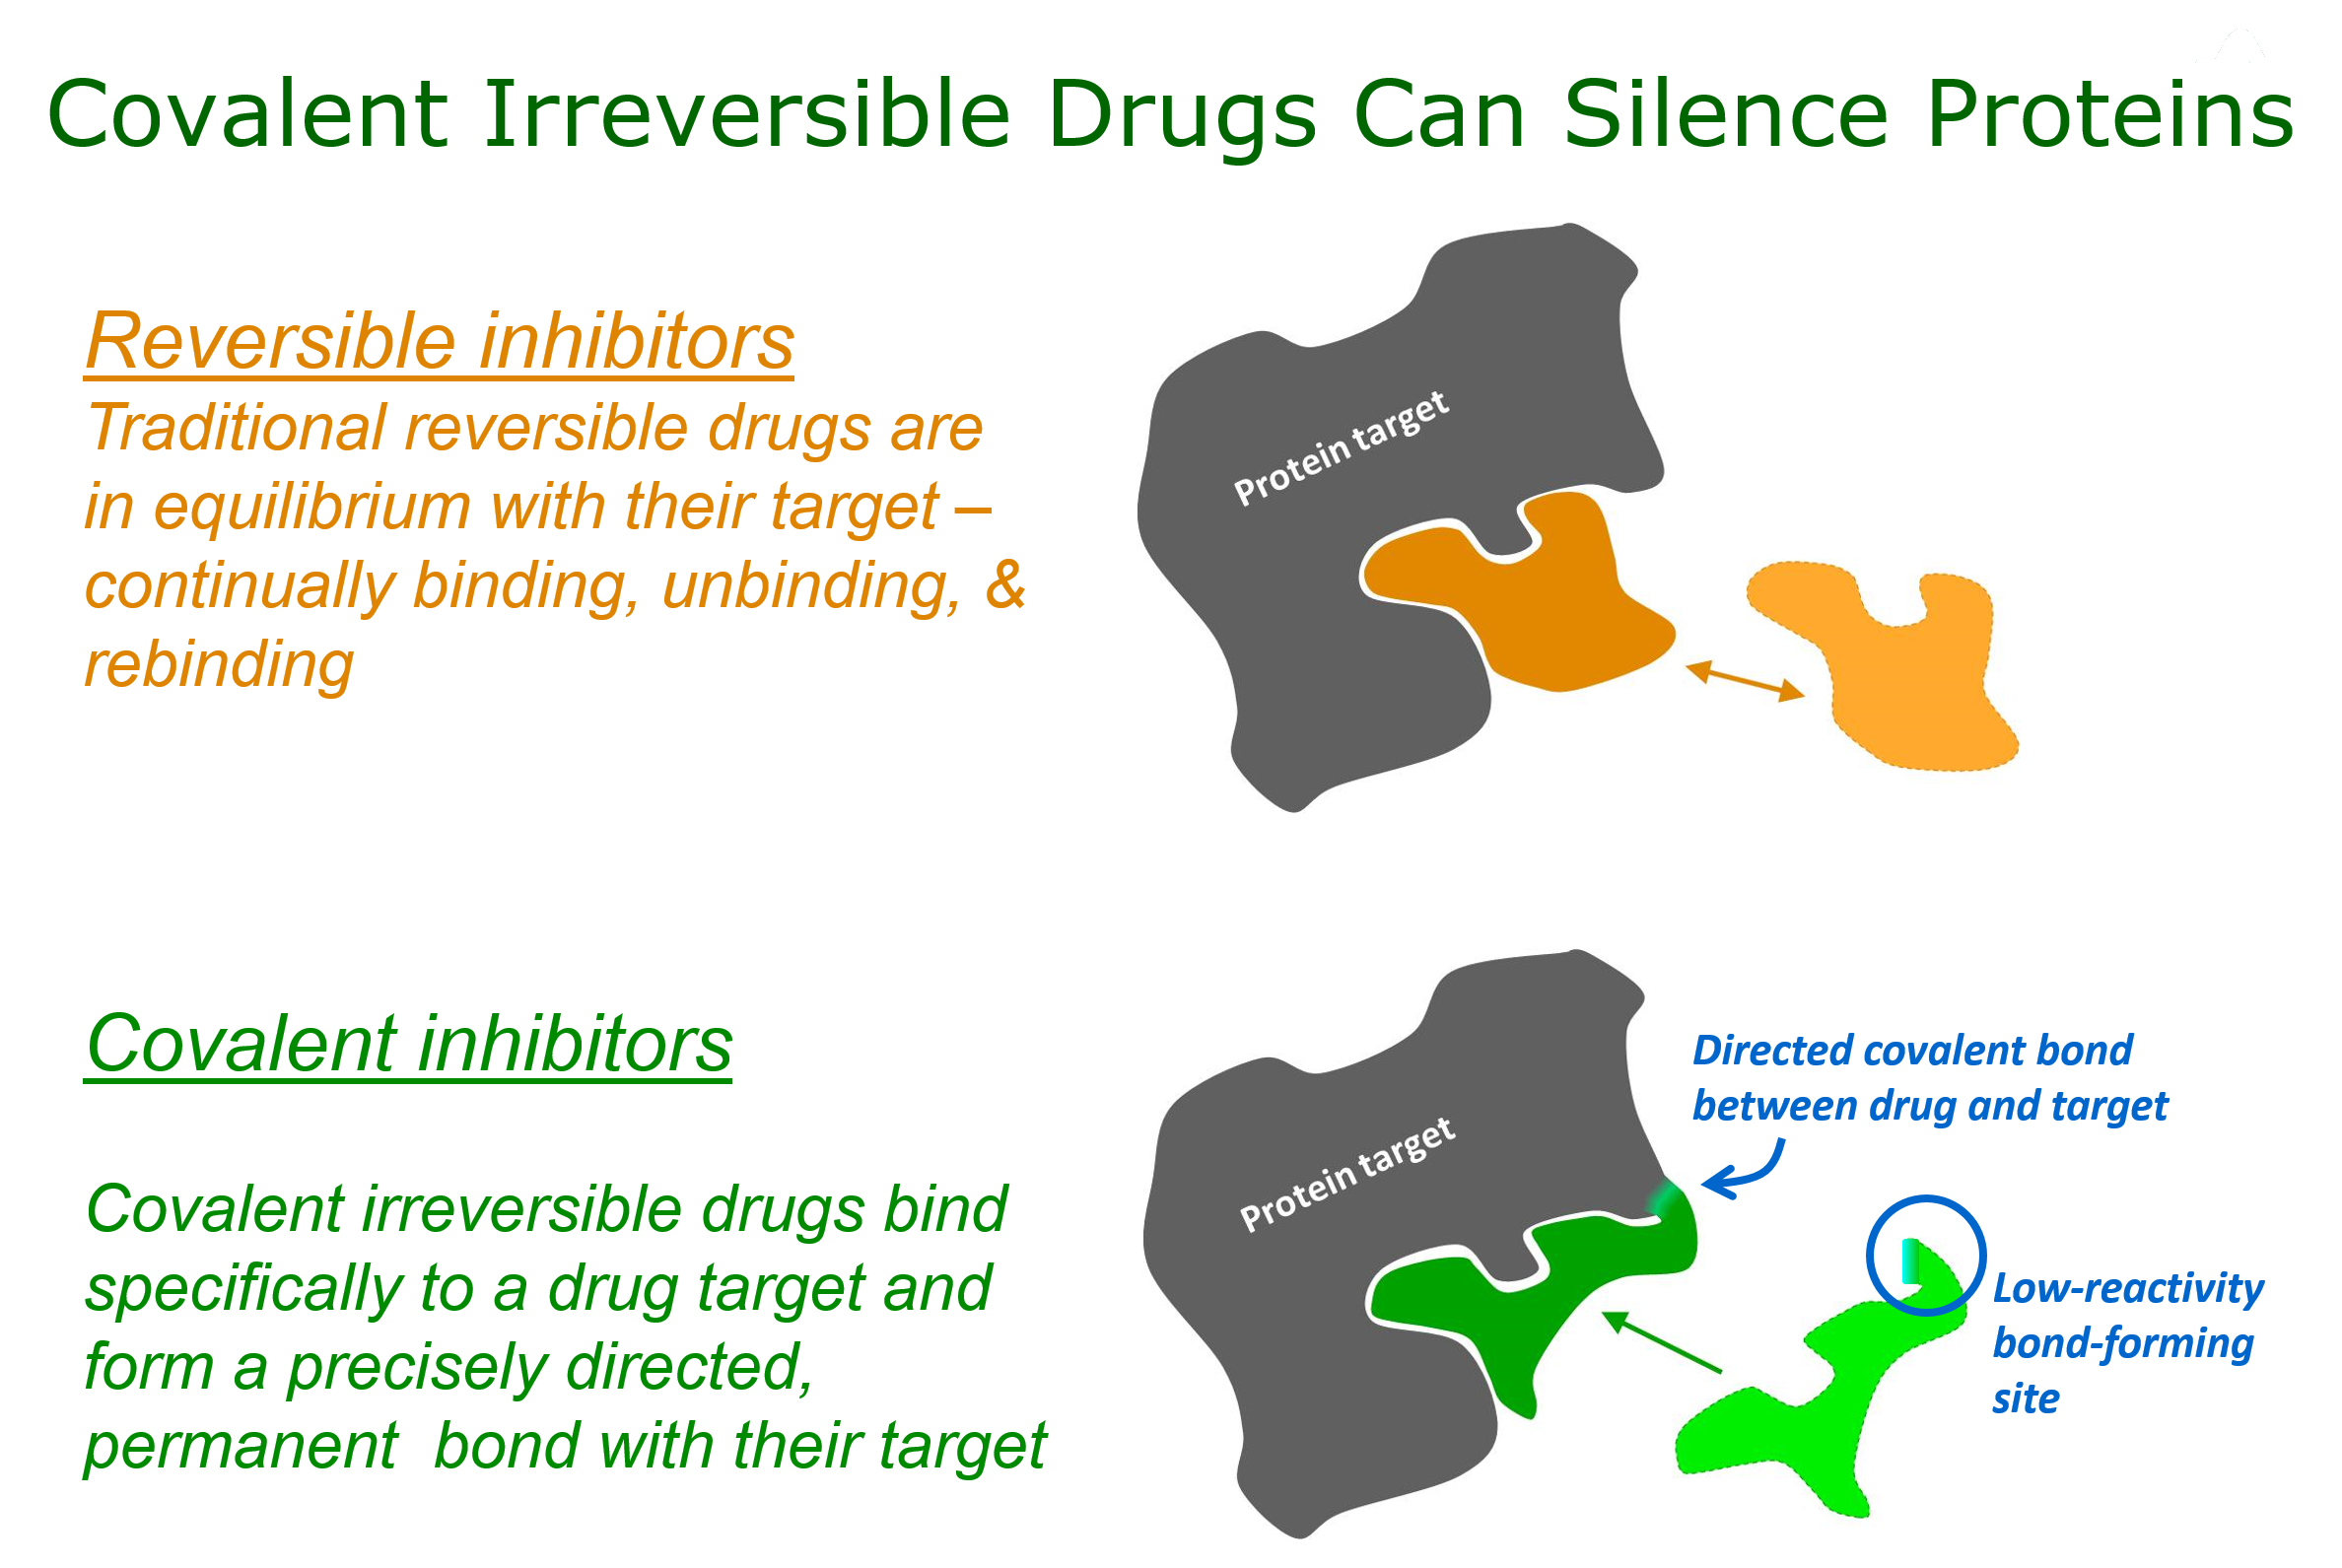 Covalent Irreversible Drugs Can Silence Proteins
Reversible inhibitors
Traditional reversible drugs are
in equilibrium with their target –
continually binding, unbinding, &
rebinding
Protein target
Covalent inhibitors
Covalent irreversible drugs bind
specifically to a drug target and
form a precisely directed,
permanent  bond with their target
Protein target
Directed covalent bond
between drug and target
Low-reactivity
bond-forming
site